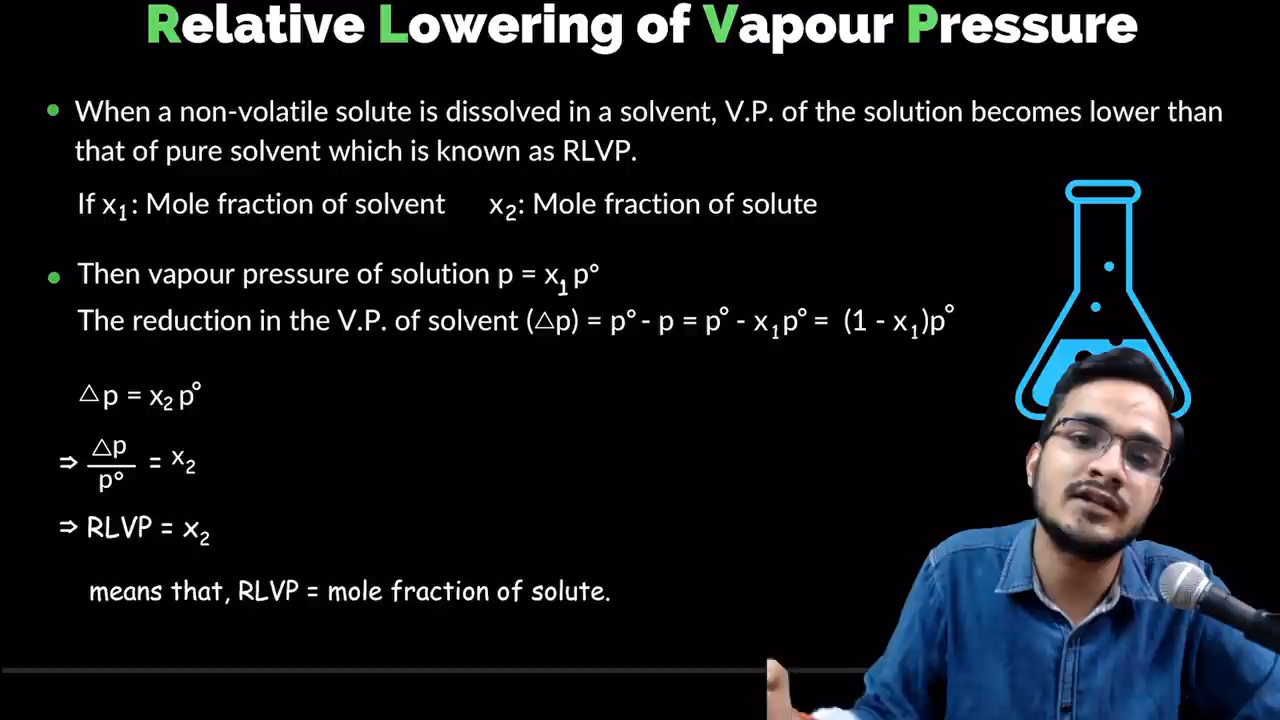 Relative Lowering of Vapour Pressure
• When a non-volatile solute is dissolved in a solvent, V.P. of the solution becomes lower than
that of pure solvent which is known as RLVP.
If x₁: Mole fraction of solvent x₂: Mole fraction of solute
• Then vapour pressure of solution p = x₁p°
The reduction in the V.P. of solvent (△p) = p° - p = p° - x₁p° = (1 - x₁)p°
△p = x₂p°
⇒ △p/p° = x₂
⇒ RLVP = x₂
means that, RLVP = mole fraction of solute.